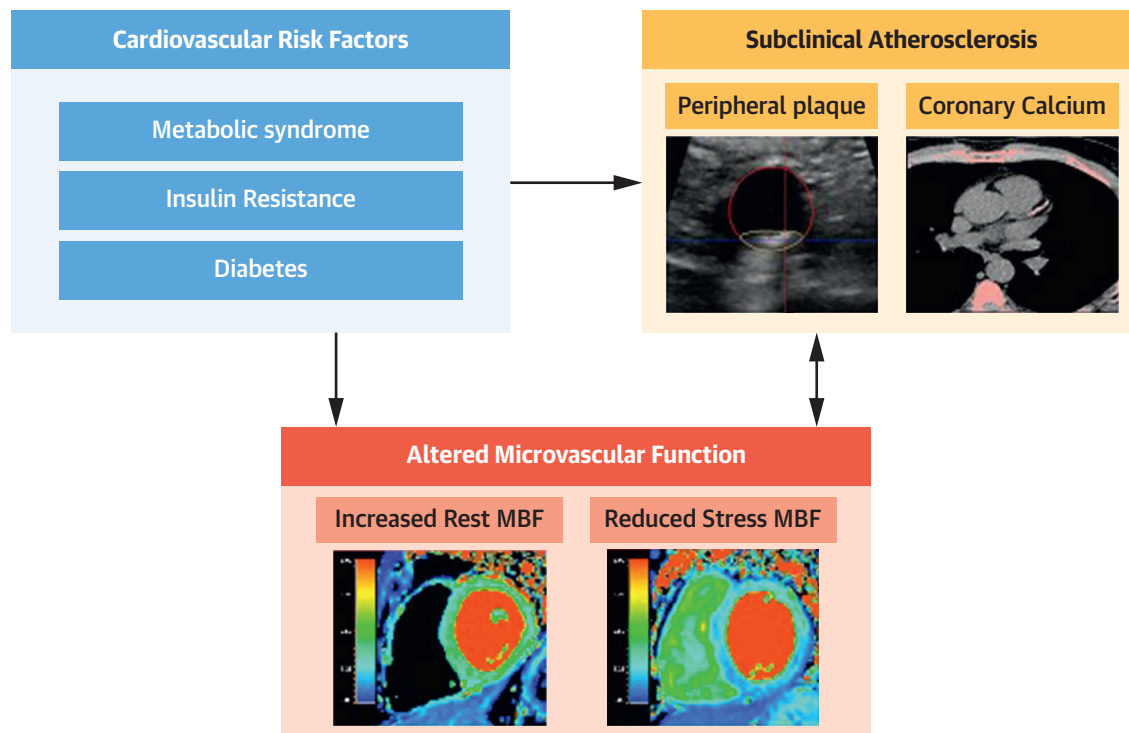 Cardiovascular Risk Factors
Metabolic syndrome
Insulin Resistance
Diabetes
Subclinical Atherosclerosis
Peripheral plaque
Coronary Calcium
Altered Microvascular Function
Increased Rest MBF
Reduced Stress MBF